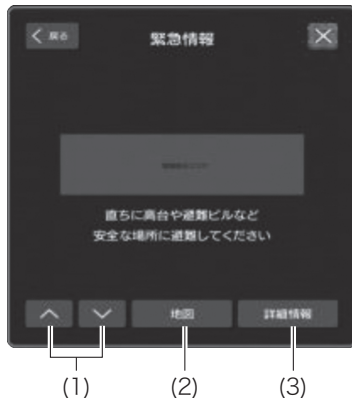 戻る
緊急情報
直ちに高台や避難ビルなど
安全な場所に避難してください
地図
詳細情報
(1)
(2)
(3)